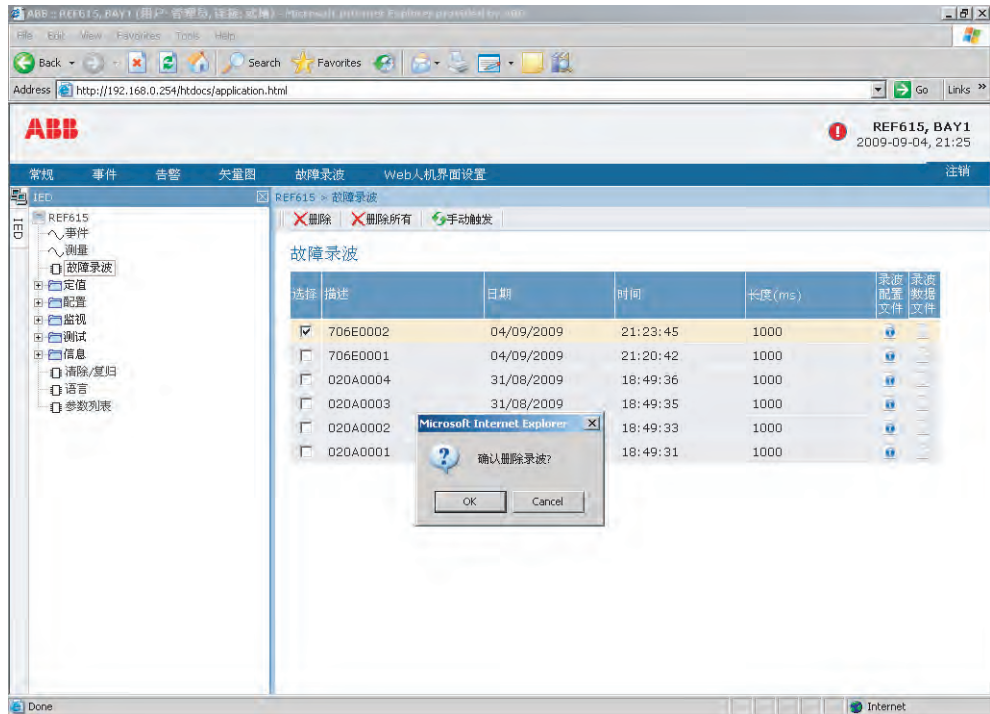 ABB - REF615, BAY1
File Edit View Favorites Tools Help
Back Search Favorites
Address http://192.168.0.254/htdocs/application.html Go Links »
ABB
REF615, BAY1
2009-09-04, 21:25
常规 事件 告警 矢量图 故障录波 Web人机界面设置 注销
IED
IED
REF615 > 故障录波
REF615
事件
测量
故障录波
定值
配置
监视
测试
信息
清除/复归
语言
参数列表
删除 删除所有 手动触发
故障录波
选择 描述 日期 时间 长度(ms) 录波配置文件 录波数据文件
706E0002 04/09/2009 21:23:45 1000
706E0001 04/09/2009 21:20:42 1000
020A0004 31/08/2009 18:49:36 1000
020A0003 31/08/2009 18:49:35 1000
020A0002 18:49:33 1000
020A0001 18:49:31 1000
Microsoft Internet Explorer
确认删除录波?
OK Cancel
Done Internet